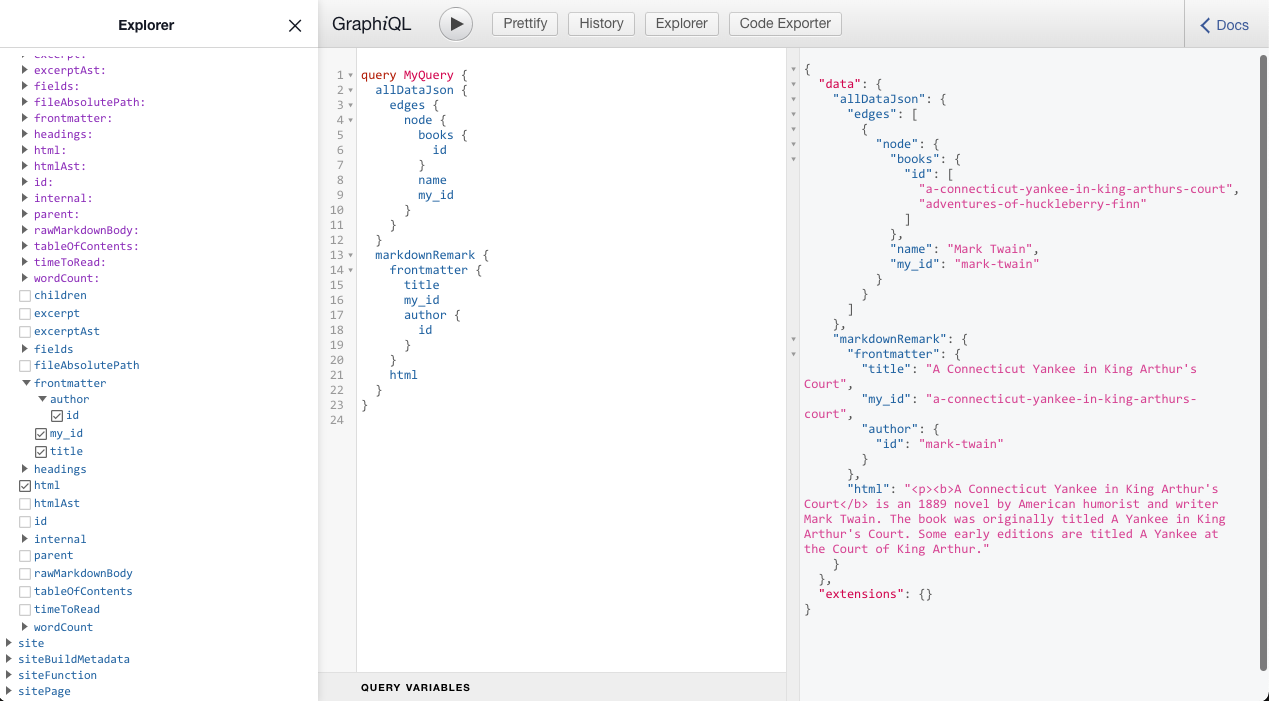 Explorer
excerptAst:
fields:
fileAbsolutePath:
frontmatter:
headings:
html:
htmlAst:
id:
internal:
parent:
rawMarkdownBody:
tableOfContents:
timeToRead:
wordCount:
children
excerpt
excerptAst
fields
fileAbsolutePath
frontmatter
author
id
my_id
title
headings
html
htmlAst
id
internal
parent
rawMarkdownBody
tableOfContents
timeToRead
wordCount
site
siteBuildMetadata
siteFunction
sitePage
GraphiQL
Prettify
History
Explorer
Code Exporter
Docs
1 query MyQuery {
2 allDataJson {
3 edges {
4 node {
5 books {
6 id
7 }
8 name
9 my_id
10 }
11 }
12 }
13 markdownRemark {
14 frontmatter {
15 title
16 my_id
17 author {
18 id
19 }
20 }
21 html
22 }
23 }
24
QUERY VARIABLES
{
"data": {
"allDataJson": {
"edges": [
{
"node": {
"books": {
"id": [
"a-connecticut-yankee-in-king-arthurs-court",
"adventures-of-huckleberry-finn"
]
},
"name": "Mark Twain",
"my_id": "mark-twain"
}
}
]
},
"markdownRemark": {
"frontmatter": {
"title": "A Connecticut Yankee in King Arthur's
Court",
"my_id": "a-connecticut-yankee-in-king-arthurs-
court",
"author": {
"id": "mark-twain"
}
},
"html": "<p><b>A Connecticut Yankee in King Arthur's
Court</b> is an 1889 novel by American humorist and writer
Mark Twain. The book was originally titled A Yankee in King
Arthur's Court. Some early editions are titled A Yankee at
the Court of King Arthur."
}
},
"extensions": {}
}